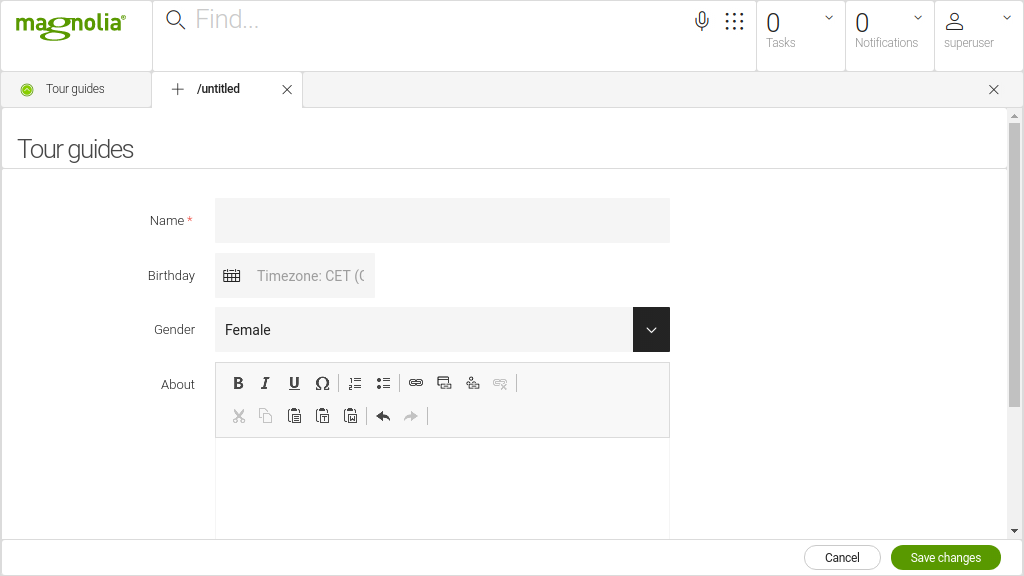 magnolia®
Find...
0
Tasks
0
Notifications
superuser
Tour guides
/untitled
Tour guides
Name *
Birthday
Timezone: CET (
Gender
Female
About
B I U Ω
Cancel
Save changes